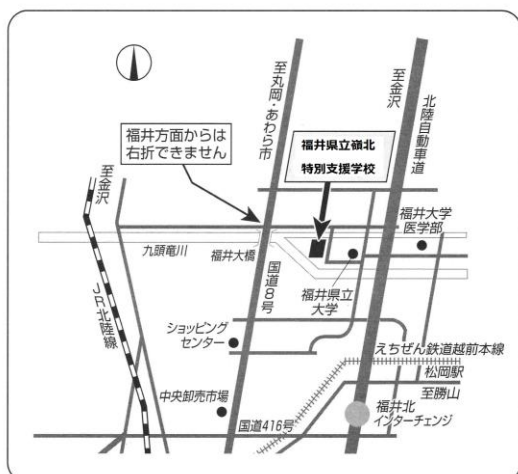 至丸岡・あわら市
至金沢
北陸自動車道
福井方面からは
右折できません
福井県立嶺北
特別支援学校
至金沢
福井大学
医学部
九頭竜川
福井大橋
国道8号
福井県立
大学
JR北陸線
ショッピング
センター
えちぜん鉄道越前本線
松岡駅
至勝山
中央卸売市場
福井北
インターチェンジ
国道416号